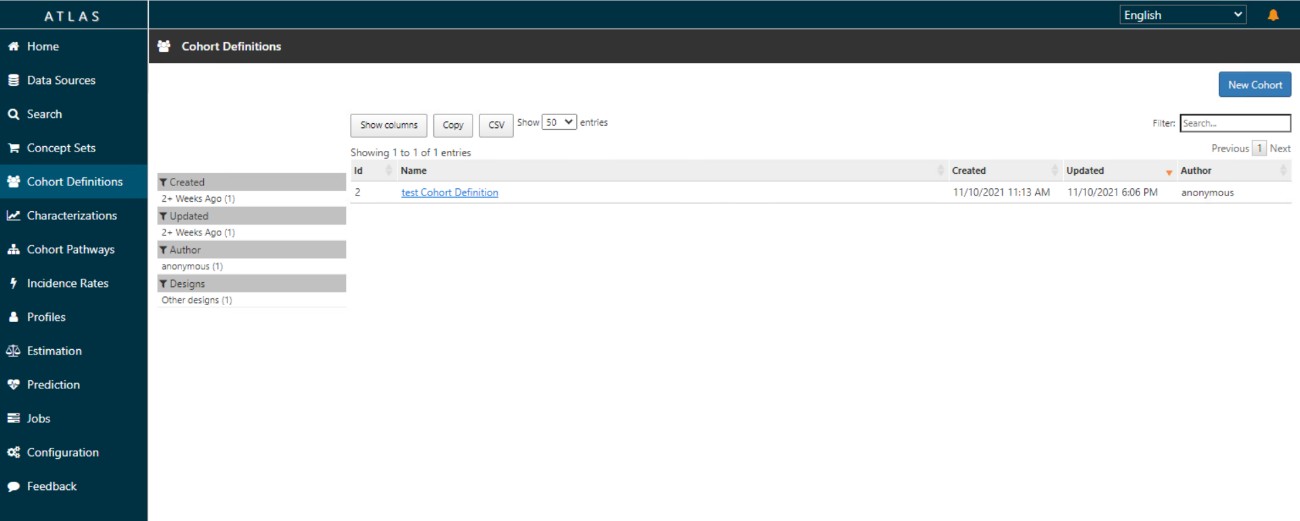 ATLAS
English
Home
Data Sources
Search
Concept Sets
Cohort Definitions
Characterizations
Cohort Pathways
Incidence Rates
Profiles
Estimation
Prediction
Jobs
Configuration
Feedback
Cohort Definitions
New Cohort
Show columns Copy CSV Show 50 entries
Filter: Search...
Showing 1 to 1 of 1 entries
Previous 1 Next
Created
2+ Weeks Ago (1)
Updated
2+ Weeks Ago (1)
Author
anonymous (1)
Designs
Other designs (1)
Id Name Created Updated Author
2 test Cohort Definition 11/10/2021 11:13 AM 11/10/2021 6:06 PM anonymous